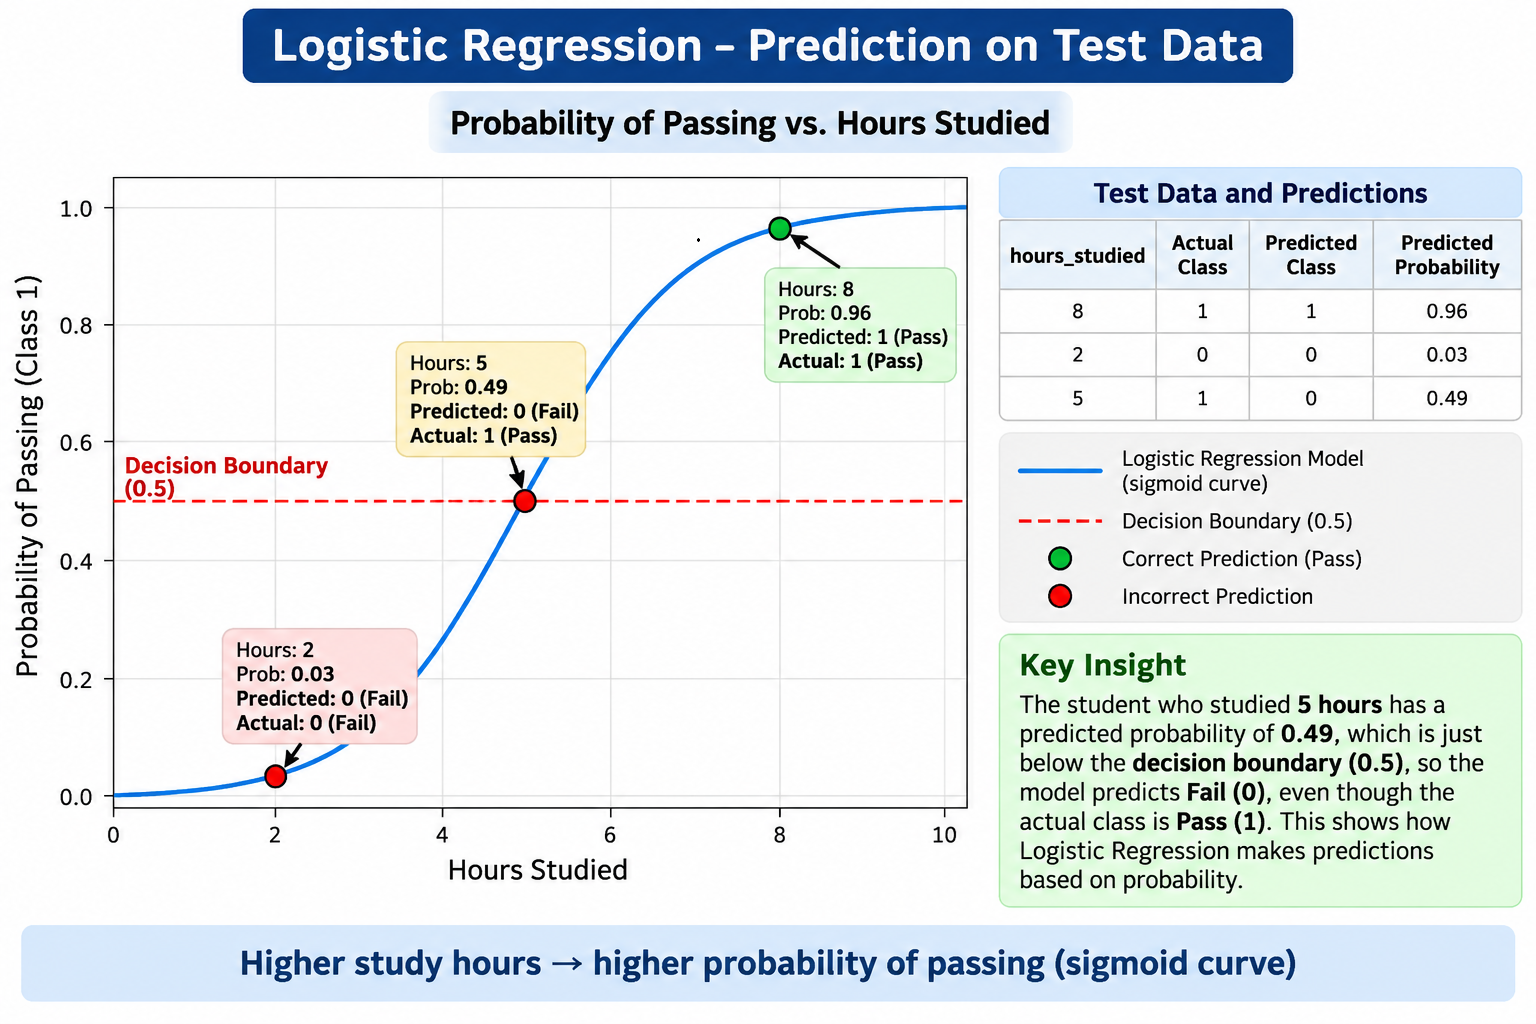 Logistic Regression – Prediction on Test Data
Probability of Passing vs. Hours Studied
Probability of Passing (Class 1)
1.0
0.8
0.6
0.4
0.2
0.0
0
2
4
6
8
10
Hours Studied
Decision Boundary
(0.5)
Hours: 2
Prob: 0.03
Predicted: 0 (Fail)
Actual: 0 (Fail)
Hours: 5
Prob: 0.49
Predicted: 0 (Fail)
Actual: 1 (Pass)
Hours: 8
Prob: 0.96
Predicted: 1 (Pass)
Actual: 1 (Pass)
Test Data and Predictions
hours_studied Actual Class Predicted Class Predicted Probability
8 1 1 0.96
2 0 0 0.03
5 1 0 0.49
Logistic Regression Model
(sigmoid curve)
Decision Boundary (0.5)
Correct Prediction (Pass)
Incorrect Prediction
Key Insight
The student who studied 5 hours has a
predicted probability of 0.49, which is just
below the decision boundary (0.5), so the
model predicts Fail (0), even though the
actual class is Pass (1). This shows how
Logistic Regression makes predictions
based on probability.
Higher study hours → higher probability of passing (sigmoid curve)